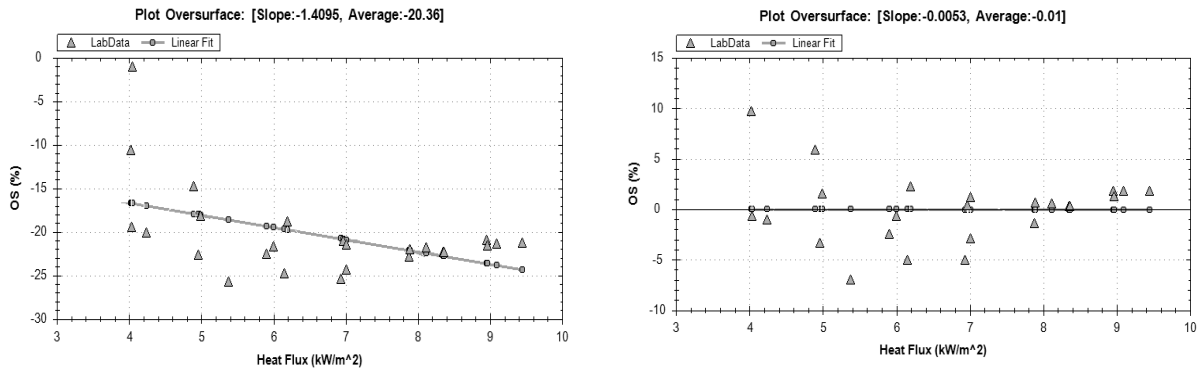 Plot Oversurface: [Slope:-1.4095, Average:-20.36]
LabData
Linear Fit
0
-5
-10
-15
-20
-25
-30
OS (%)
3
4
5
6
7
8
9
10
Heat Flux (kW/m^2)
Plot Oversurface: [Slope:-0.0053, Average:-0.01]
LabData
Linear Fit
15
10
5
0
-5
-10
OS (%)
3
4
5
6
7
8
9
10
Heat Flux (kW/m^2)